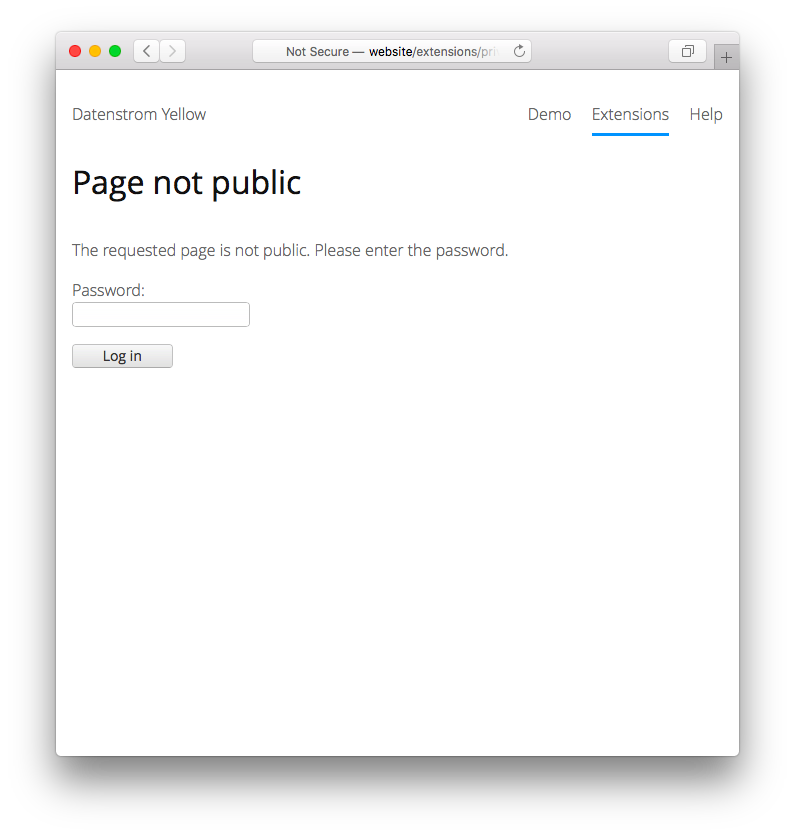 Not Secure — website/extensions/pri
Datenstrom Yellow Demo Extensions Help
Page not public
The requested page is not public. Please enter the password.
Password:
Log in